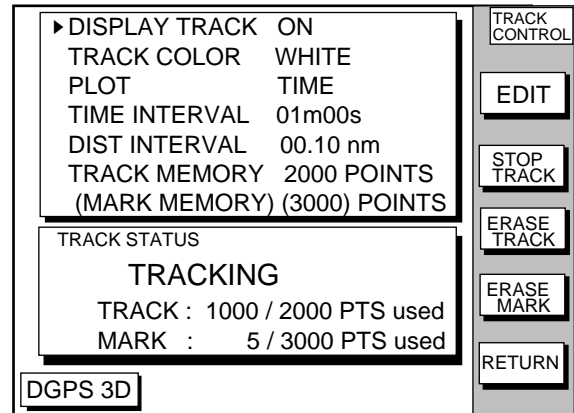 ▶DISPLAY TRACK ON
TRACK COLOR WHITE
PLOT TIME
TIME INTERVAL 01m00s
DIST INTERVAL 00.10 nm
TRACK MEMORY 2000 POINTS
(MARK MEMORY) (3000) POINTS
TRACK STATUS
TRACKING
TRACK : 1000 / 2000 PTS used
MARK : 5 / 3000 PTS used
DGPS 3D
TRACK
CONTROL
EDIT
STOP
TRACK
ERASE
TRACK
ERASE
MARK
RETURN